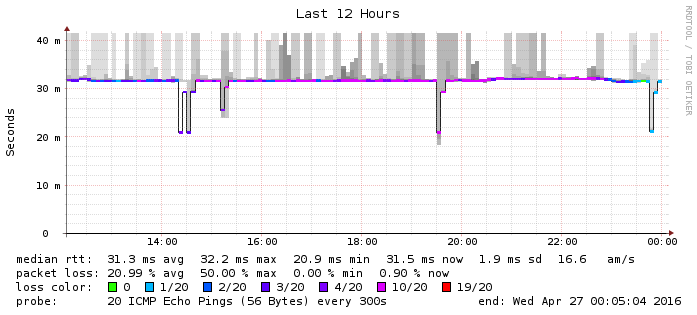 Last 12 Hours
RRDTOOL / TOBI OETIKER
Seconds
40 m
30 m
20 m
10 m
0
14:00 16:00 18:00 20:00 22:00 00:00
median rtt: 31.3 ms avg 32.2 ms max 20.9 ms min 31.5 ms now 1.9 ms sd 16.6 am/s
packet loss: 20.99 % avg 50.00 % max 0.00 % min 0.90 % now
loss color: 0 1/20 2/20 3/20 4/20 10/20 19/20
probe: 20 ICMP Echo Pings (56 Bytes) every 300s end: Wed Apr 27 00:05:04 2016